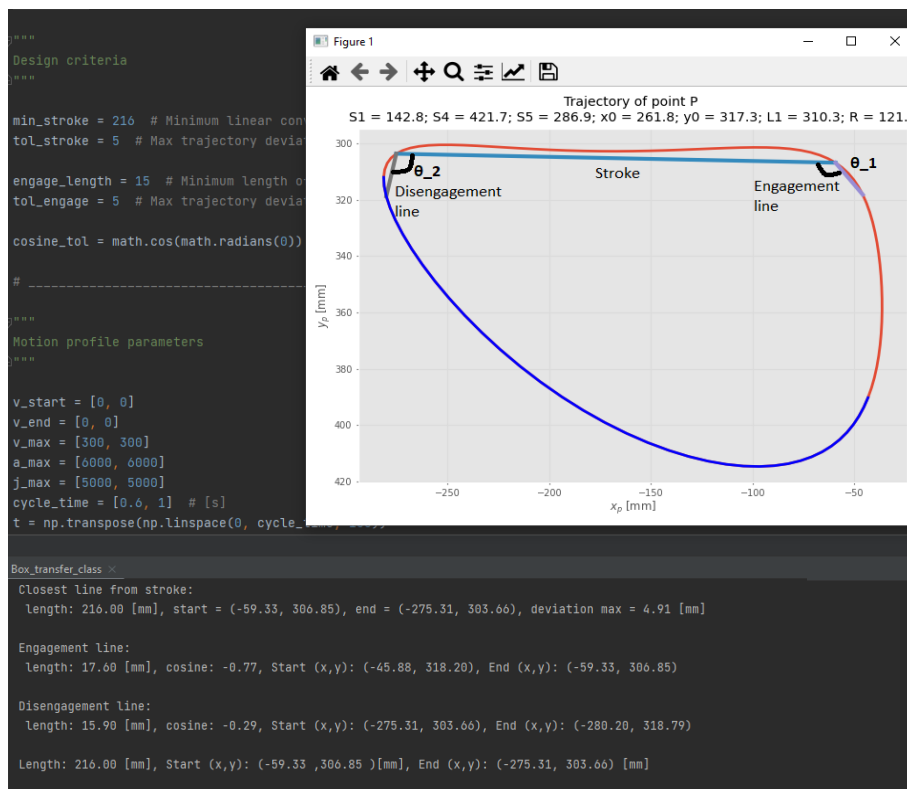 """
Design criteria
"""
min_stroke = 216  # Minimum linear con
tol_stroke = 5  # Max trajectory devia
engage_length = 15  # Minimum length o
tol_engage = 5  # Max trajectory devia
cosine_tol = math.cos(math.radians(0))
# ____________________________________
"""
Motion profile parameters
"""
v_start = [0, 0]
v_end = [0, 0]
v_max = [300, 300]
a_max = [6000, 6000]
j_max = [5000, 5000]
cycle_time = [0.6, 1]  # [s]
t = np.transpose(np.linspace(0, cycle_
Figure 1
Trajectory of point P
S1 = 142.8; S4 = 421.7; S5 = 286.9; x0 = 261.8; y0 = 317.3; L1 = 310.3; R = 121.
300
320
340
360
380
400
420
y_p [mm]
θ_2
Disengagement
line
Stroke
θ_1
Engagement
line
−250
−200
−150
−100
−50
x_p [mm]
Box_transfer_class ×
Closest line from stroke:
length: 216.00 [mm], start = (-59.33, 306.85), end = (-275.31, 303.66), deviation max = 4.91 [mm]
Engagement line:
length: 17.60 [mm], cosine: -0.77, Start (x,y): (-45.88, 318.20), End (x,y): (-59.33, 306.85)
Disengagement line:
length: 15.90 [mm], cosine: -0.29, Start (x,y): (-275.31, 303.66), End (x,y): (-280.20, 318.79)
Length: 216.00 [mm], Start (x,y): (-59.33 ,306.85 )[mm], End (x,y): (-275.31, 303.66) [mm]